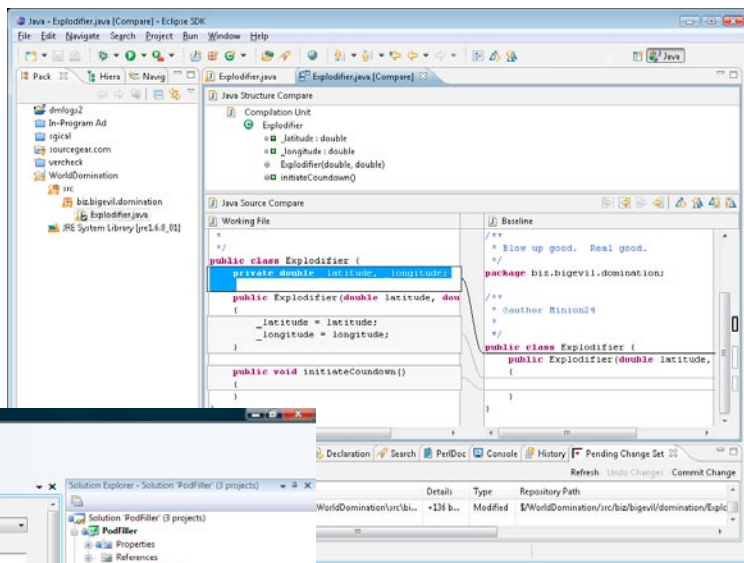 Java - Explodifier.java [Compare] - Eclipse SDK
File Edit Navigate Search Project Run Window Help
Java
Pack Hiera Navig
Explodifier.java Explodifier.java [Compare]
dmlogs2
In-Program Ad
sgical
sourcegear.com
vercheck
WorldDomination
src
biz.bigevil.domination
Explodifier.java
JRE System Library [jre1.6.0_01]
Java Structure Compare
Compilation Unit
Explodifier
_latitude : double
_longitude : double
Explodifier(double, double)
initiateCoundown()
Java Source Compare
Working File
*
*/
public class Explodifier {
private double _latitude, _longitude;
public Explodifier(double latitude, dou
{
_latitude = latitude;
_longitude = longitude;
}
public void initiateCoundown()
{
}
}
Baseline
/**
* Blow up good. Real good.
*/
package biz.bigevil.domination;
/**
* @author Minion24
*
*/
public class Explodifier {
public Explodifier(double latitude,
{
}
}
Declaration Search PerlDoc Console History Pending Change Set
Refresh Undo Changes Commit Change
Details Type Repository Path
WorldDomination\src\bi... +136 b... Modified $/WorldDomination/src/biz/bigevil/domination/Explo
Solution Explorer - Solution 'PodFiller' (3 projects)
Solution 'PodFiller' (3 projects)
PodFiller
Properties
References